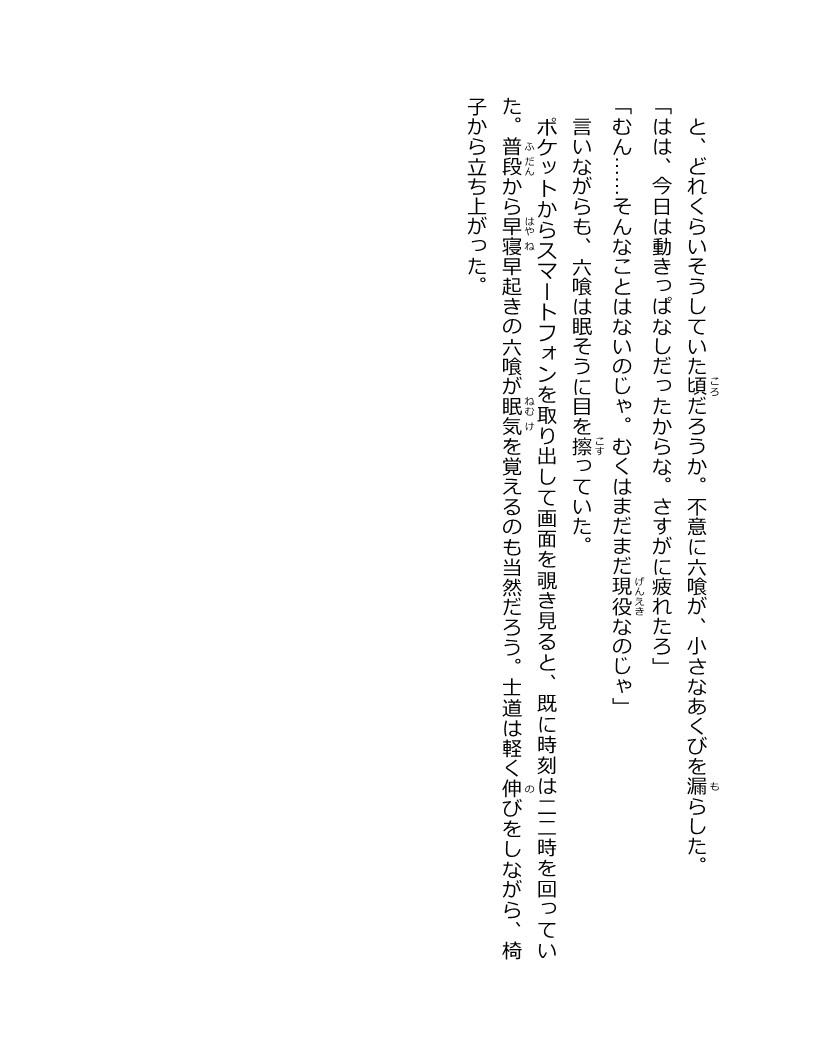 と、どれくらいそうしていた頃だろうか。不意に六喰が、小さなあくびを漏らした。
「はは、今日は動きっぱなしだったからな。さすがに疲れたろ」
「むん……そんなことはないのじゃ。むくはまだまだ現役なのじゃ」
言いながらも、六喰は眠そうに目を擦っていた。
ポケットからスマートフォンを取り出して画面を覗き見ると、既に時刻は二二時を回ってい
た。普段から早寝早起きの六喰が眠気を覚えるのも当然だろう。士道は軽く伸びをしながら、椅
子から立ち上がった。